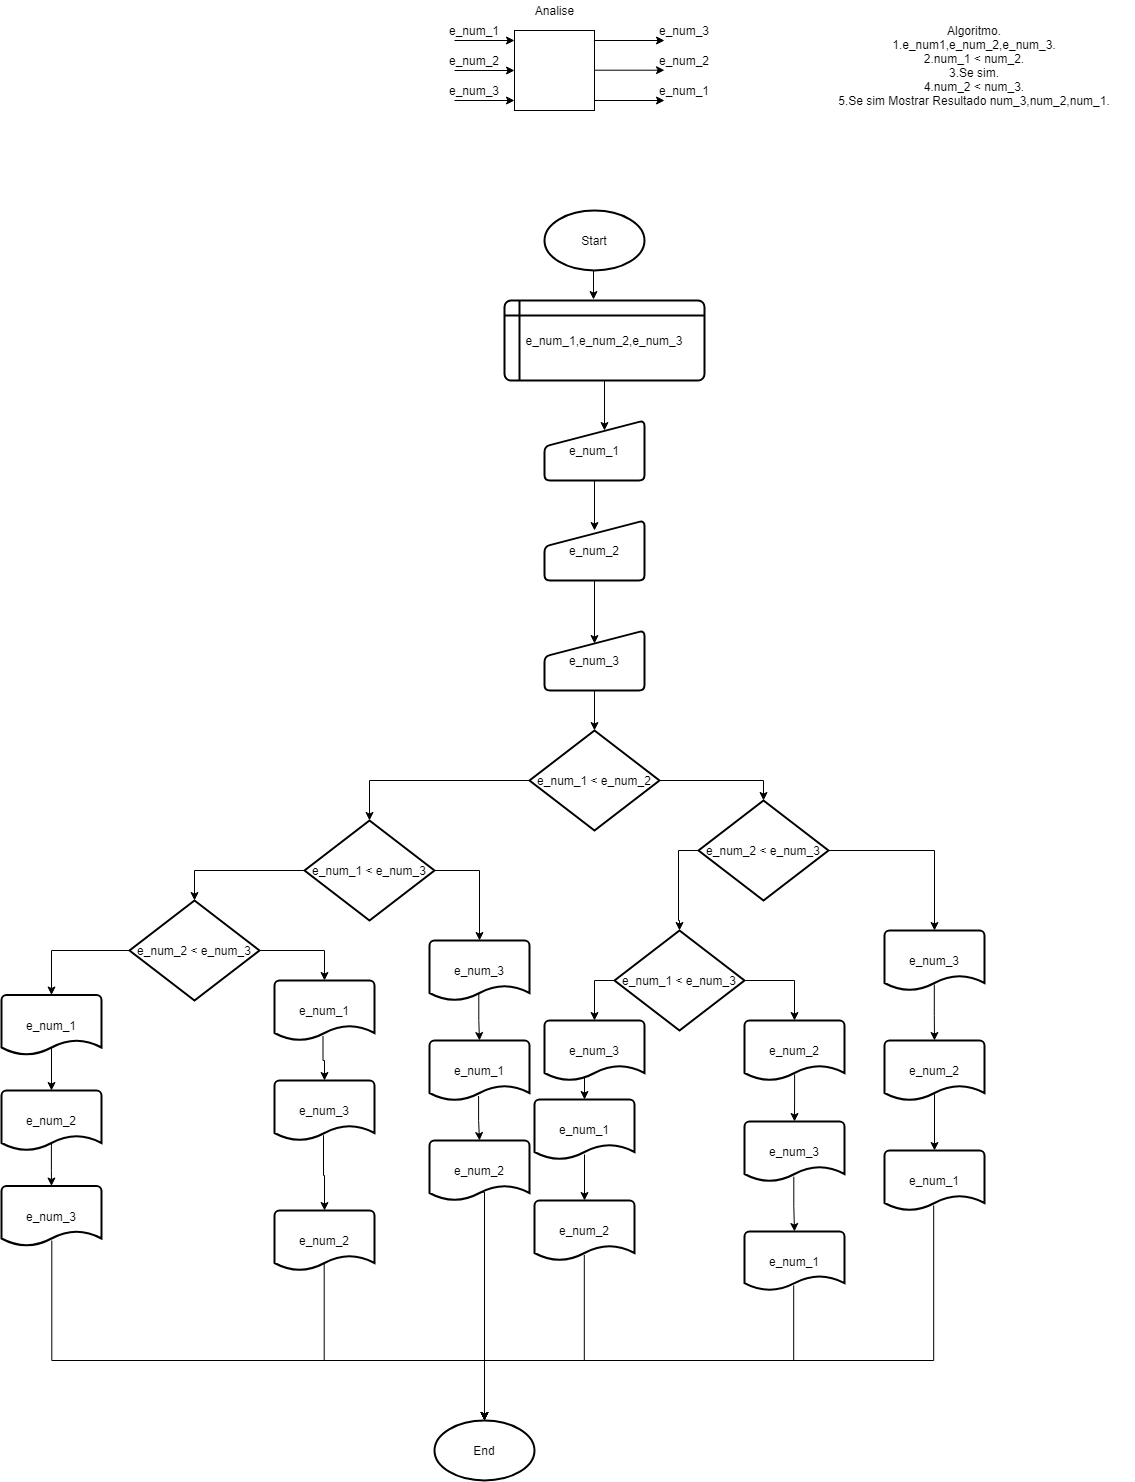 Analise
e_num_1
e_num_3
e_num_2
e_num_2
e_num_3
e_num_1
Algoritmo.
1.e_num1,e_num_2,e_num_3.
2.num_1 < num_2.
3.Se sim.
4.num_2 < num_3.
5.Se sim Mostrar Resultado num_3,num_2,num_1.
Start
e_num_1,e_num_2,e_num_3
e_num_1
e_num_2
e_num_3
e_num_1 < e_num_2
e_num_2 < e_num_3
e_num_1 < e_num_3
e_num_2 < e_num_3
e_num_3
e_num_3
e_num_1 < e_num_3
e_num_1
e_num_1
e_num_3
e_num_2
e_num_1
e_num_2
e_num_3
e_num_2
e_num_1
e_num_3
e_num_2
e_num_2
e_num_1
e_num_3
e_num_2
e_num_2
e_num_1
End